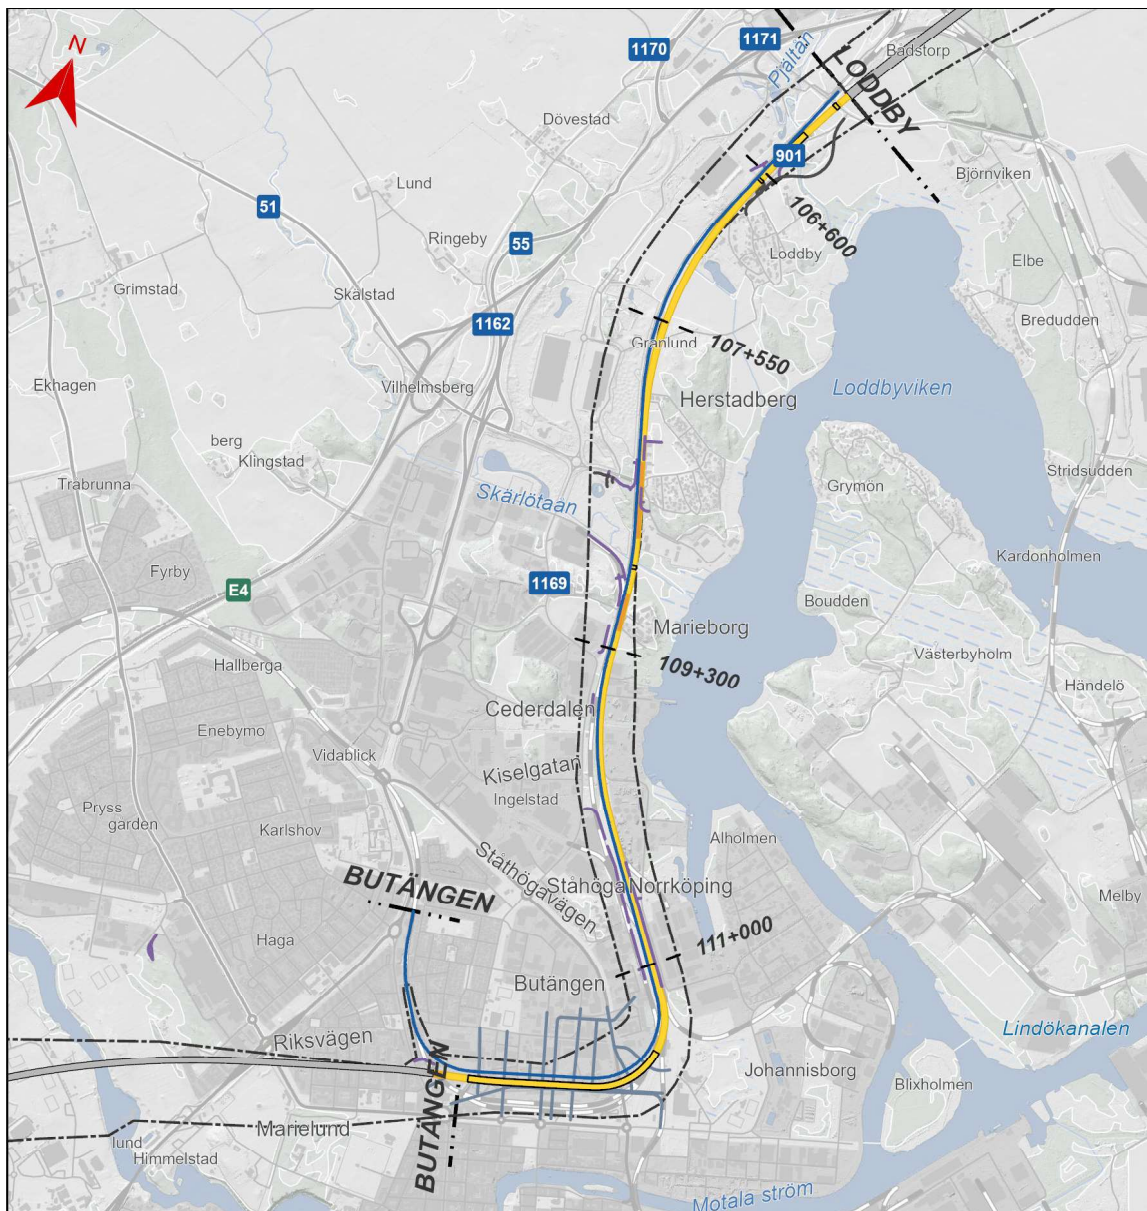 N
1170
1171
Pjältån
Badstorp
LODDBY
Dövestad
901
Björnviken
Lund
51
55
Ringeby
106+600
Loddby
Elbe
Grimstad
Skälstad
1162
Bredudden
Granlund
107+550
Ekhagen
Vilhelmsberg
Loddbyviken
Herstadberg
berg
Klingstad
Stridsudden
Trabrunna
Skärlötaån
Grymön
Kardonholmen
Fyrby
E4
1169
Boudden
Marieborg
Västerbyholm
Hallberga
109+300
Händelö
Cederdalen
Enebymo
Vidablick
Kiselgatan
Ingelstad
Pryss
garden
Karlshov
Alholmen
Ståthögavägen
BUTÄNGEN
Ståhöga
Norrköping
Melby
Haga
111+000
Butängen
Lindökanalen
Riksvägen
Johannisborg
Blixholmen
BUTÄNGEN
Marielund
lund
Himmelstad
Motala ström